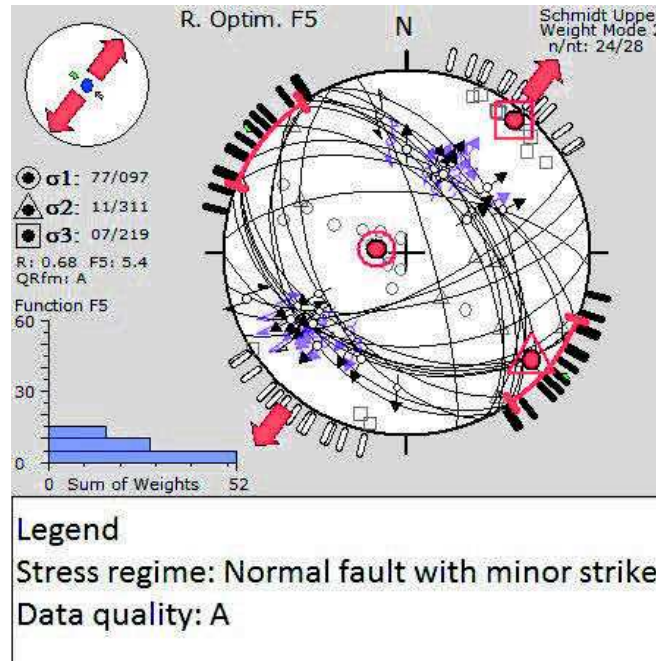 R. Optim. F5
N
Schmidt Upper
Weight Mode 2
n/nt: 24/28
σ1: 77/097
σ2: 11/311
σ3: 07/219
R: 0.68 F5: 5.4
QRfm: A
Function F5
60
30
0
0 Sum of Weights 52
Legend
Stress regime: Normal fault with minor strike
Data quality: A